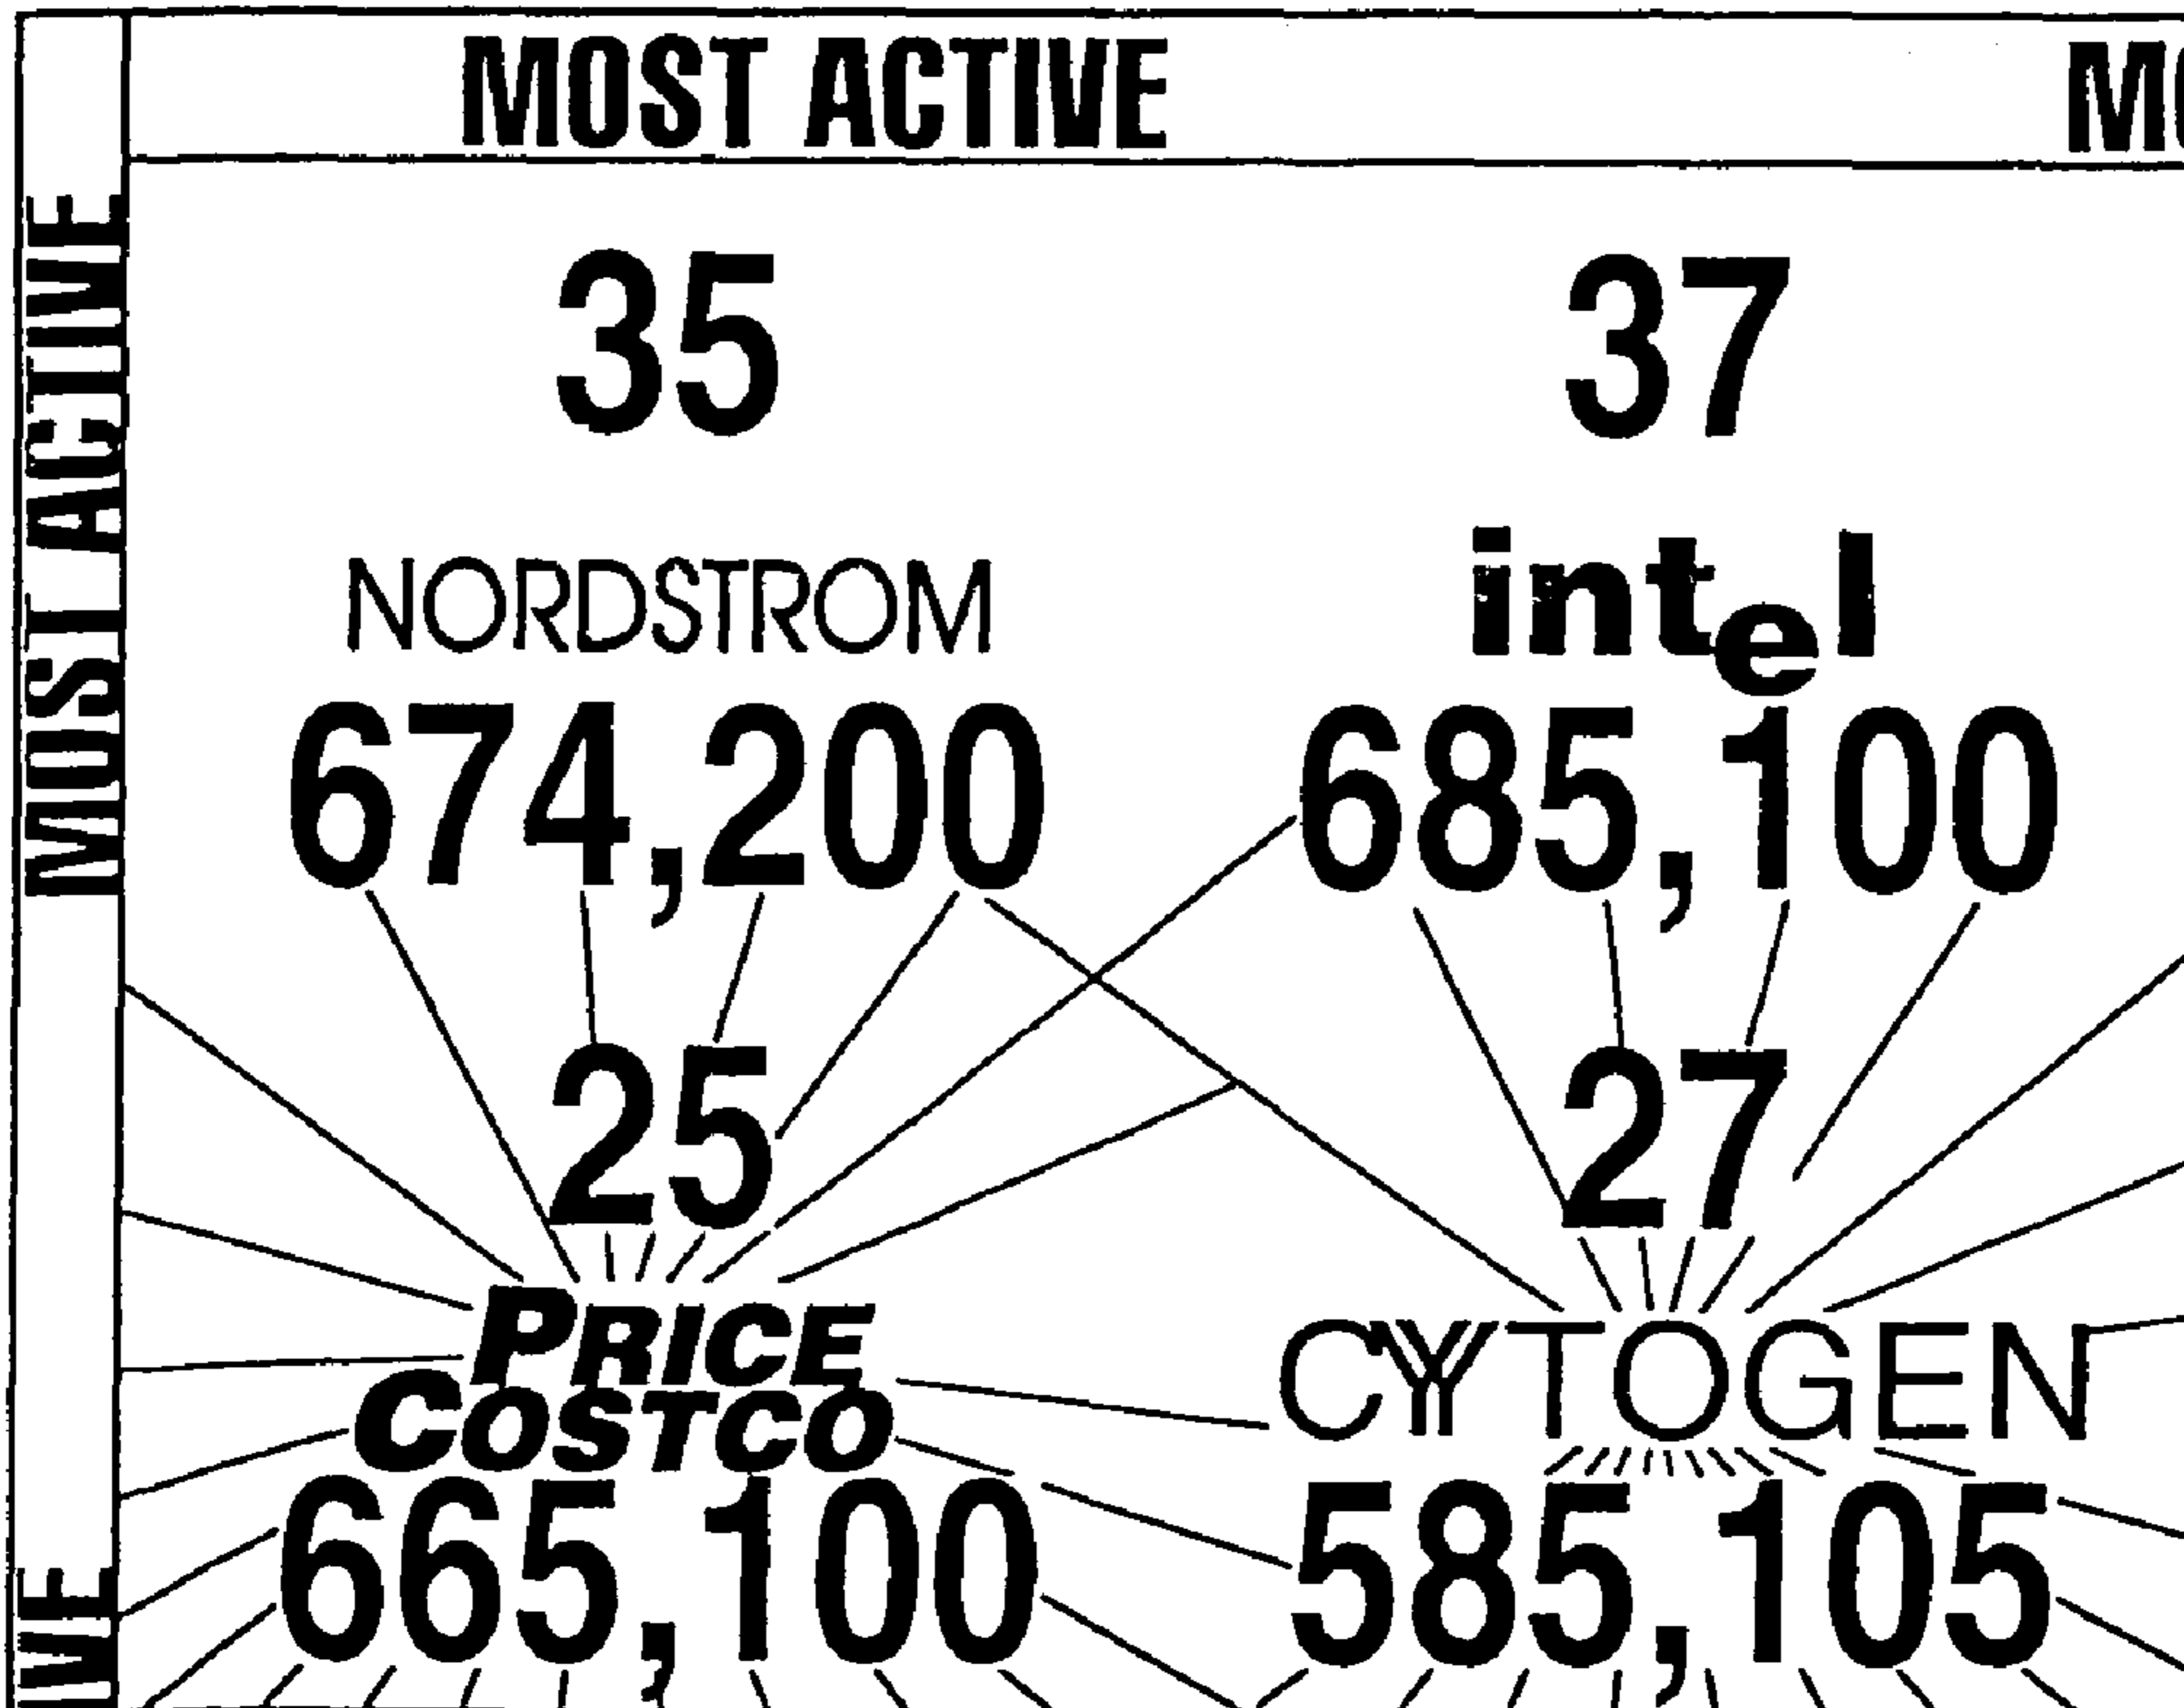 MOST ACTIVE
MOST ACTIVE
35
37
NORDSTROM
intel
674,200
685,100
25
27
PRICE
COSTCO
CYTOGEN
665,100
585,105